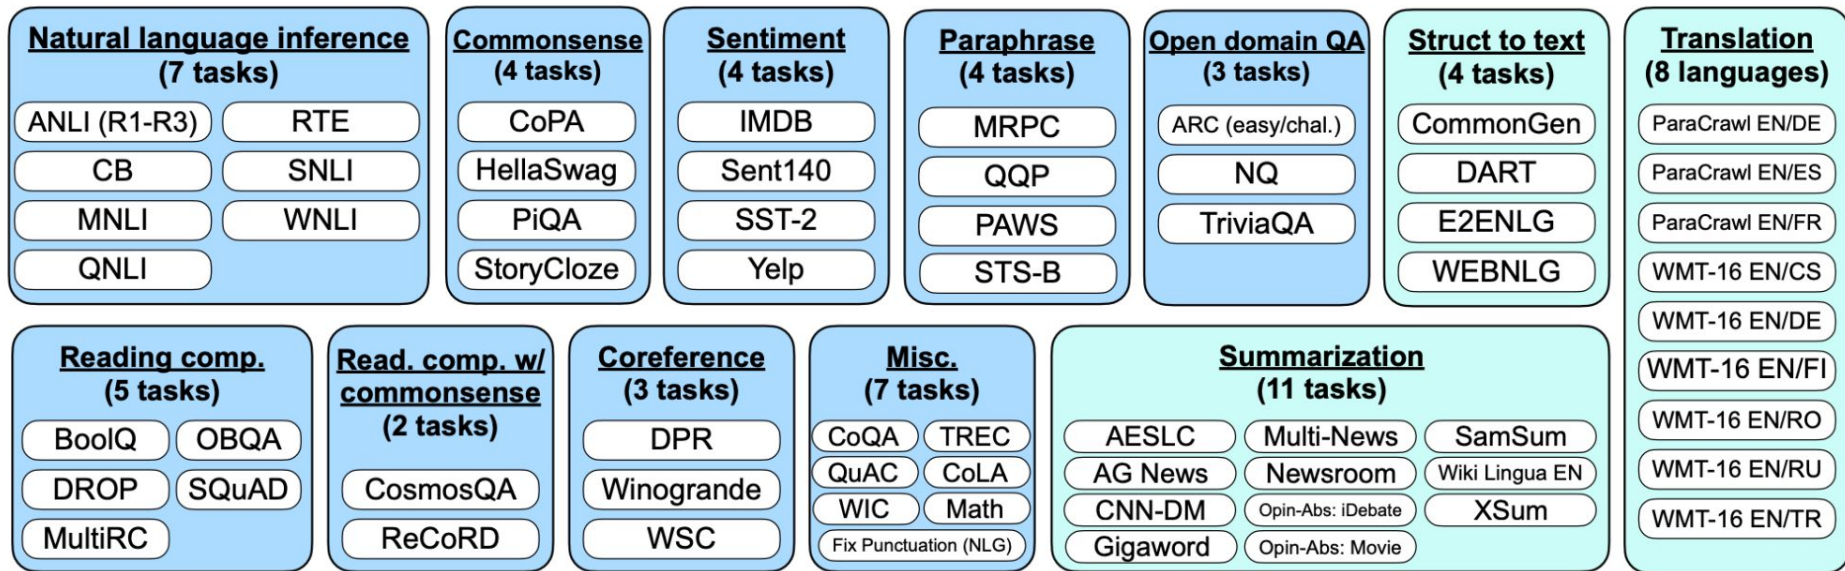 Natural language inference
(7 tasks)
ANLI (R1-R3)
RTE
CB
SNLI
MNLI
WNLI
QNLI
Commonsense
(4 tasks)
CoPA
HellaSwag
PiQA
StoryCloze
Sentiment
(4 tasks)
IMDB
Sent140
SST-2
Yelp
Paraphrase
(4 tasks)
MRPC
QQP
PAWS
STS-B
Open domain QA
(3 tasks)
ARC (easy/chal.)
NQ
TriviaQA
Struct to text
(4 tasks)
CommonGen
DART
E2ENLG
WEBNLG
Translation
(8 languages)
ParaCrawl EN/DE
ParaCrawl EN/ES
ParaCrawl EN/FR
WMT-16 EN/CS
WMT-16 EN/DE
WMT-16 EN/FI
WMT-16 EN/RO
WMT-16 EN/RU
WMT-16 EN/TR
Reading comp.
(5 tasks)
BoolQ
OBQA
DROP
SQuAD
MultiRC
Read. comp. w/
commonsense
(2 tasks)
CosmosQA
ReCoRD
Coreference
(3 tasks)
DPR
Winogrande
WSC
Misc.
(7 tasks)
CoQA
TREC
QuAC
CoLA
WIC
Math
Fix Punctuation (NLG)
Summarization
(11 tasks)
AESLC
Multi-News
SamSum
AG News
Newsroom
Wiki Lingua EN
CNN-DM
Opin-Abs: iDebate
XSum
Gigaword
Opin-Abs: Movie